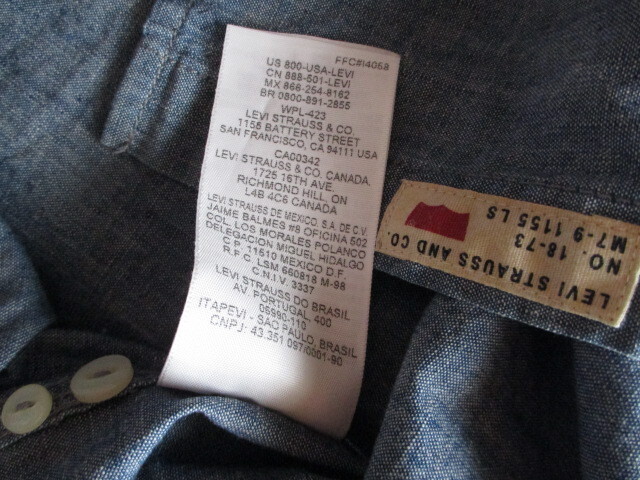 FFC#I4068
US 800-USA-LEVI
CN 888-501-LEVI
MX 866-254-8162
BR 0800-891-2855
WPL-423
LEVI STRAUSS & CO.
1155 BATTERY STREET
SAN FRANCISCO, CA 94111 USA
CA00342
LEVI STRAUSS & CO. CANADA.
1725 16TH AVE.
RICHMOND HILL, ON
L4B 4C6 CANADA
LEVI STRAUSS DE MEXICO, S.A. DE C.V.
JAIME BALMES #8 OFICINA 502
COL. LOS MORALES POLANCO
DELEGACION MIGUEL HIDALGO
C.P. 11510 MEXICO D.F.
R.F.C. LSM 660818 M-98
C.N.I.V. 3337
LEVI STRAUSS DO BRASIL
AV. PORTUGAL, 400
06690-110
ITAPEVI - SAO PAULO, BRASIL
CNPJ: 43.351 097/0001-90
LEVI STRAUSS AND CO.
NO. 18-73
M7-9 1155 LS